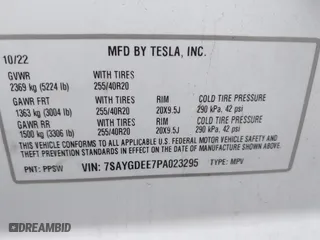 MFD BY TESLA, INC.
10/22
GVWR WITH TIRES
2369 kg (5224 lb) 255/40R20
GAWR FRT WITH TIRES RIM COLD TIRE PRESSURE
1363 kg (3004 lb) 255/40R20 20X9.5J 290 kPa, 42 psi
GAWR RR WITH TIRES RIM COLD TIRE PRESSURE
1500 kg (3306 lb) 255/40R20 20X9.5J 290 kPa, 42 psi
THIS VEHICLE CONFORMS TO ALL APPLICABLE
U.S. FEDERAL MOTOR VEHICLE SAFETY AND
THEFT PREVENTION STANDARDS IN EFFECT ON
THE DATE OF MANUFACTURE SHOWN ABOVE.
PNT: PPSW VIN: 7SAYGDEE7PA023295 TYPE: MPV
DREAMBID.COM